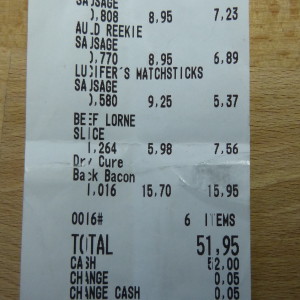 SAUSAGE
0,808 8,95 7,23
AULD REEKIE
SAUSAGE
0,770 8,95 6,89
LUCIFER'S MATCHSTICKS
SAUSAGE
0,580 9,25 5,37
BEEF LORNE
SLICE
1,264 5,98 7,56
Dry Cure
Back Bacon
1,016 15,70 15,95
0016# 6 ITEMS
TOTAL 51,95
CASH 52,00
CHANGE 0,05
CHANGE CASH 0,05